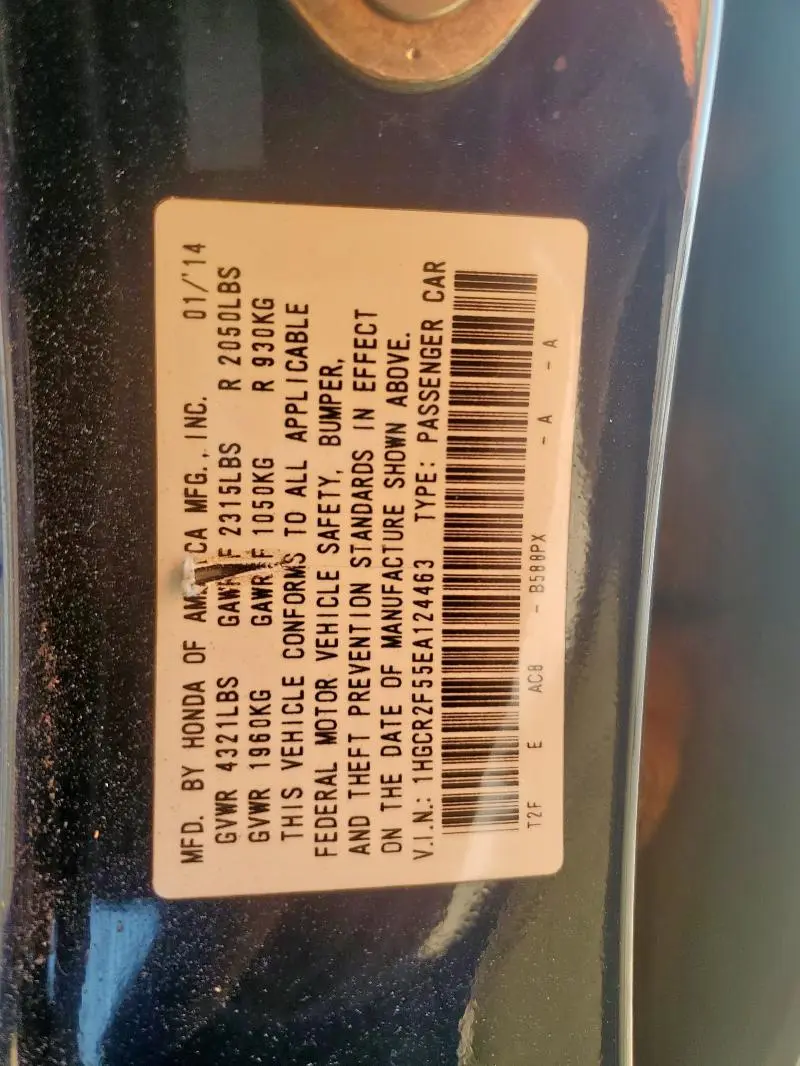 MFD. BY HONDA OF AMERICA MFG., INC. 01/'14
GVWR 4321LBS GAWR F 2315LBS R 2050LBS
GVWR 1960KG GAWR F 1050KG R 930KG
THIS VEHICLE CONFORMS TO ALL APPLICABLE
FEDERAL MOTOR VEHICLE SAFETY, BUMPER,
AND THEFT PREVENTION STANDARDS IN EFFECT
ON THE DATE OF MANUFACTURE SHOWN ABOVE.
V.I.N.: 1HGCR2F55EA124463 TYPE: PASSENGER CAR
T2F E AC8 - B588PX - A - A